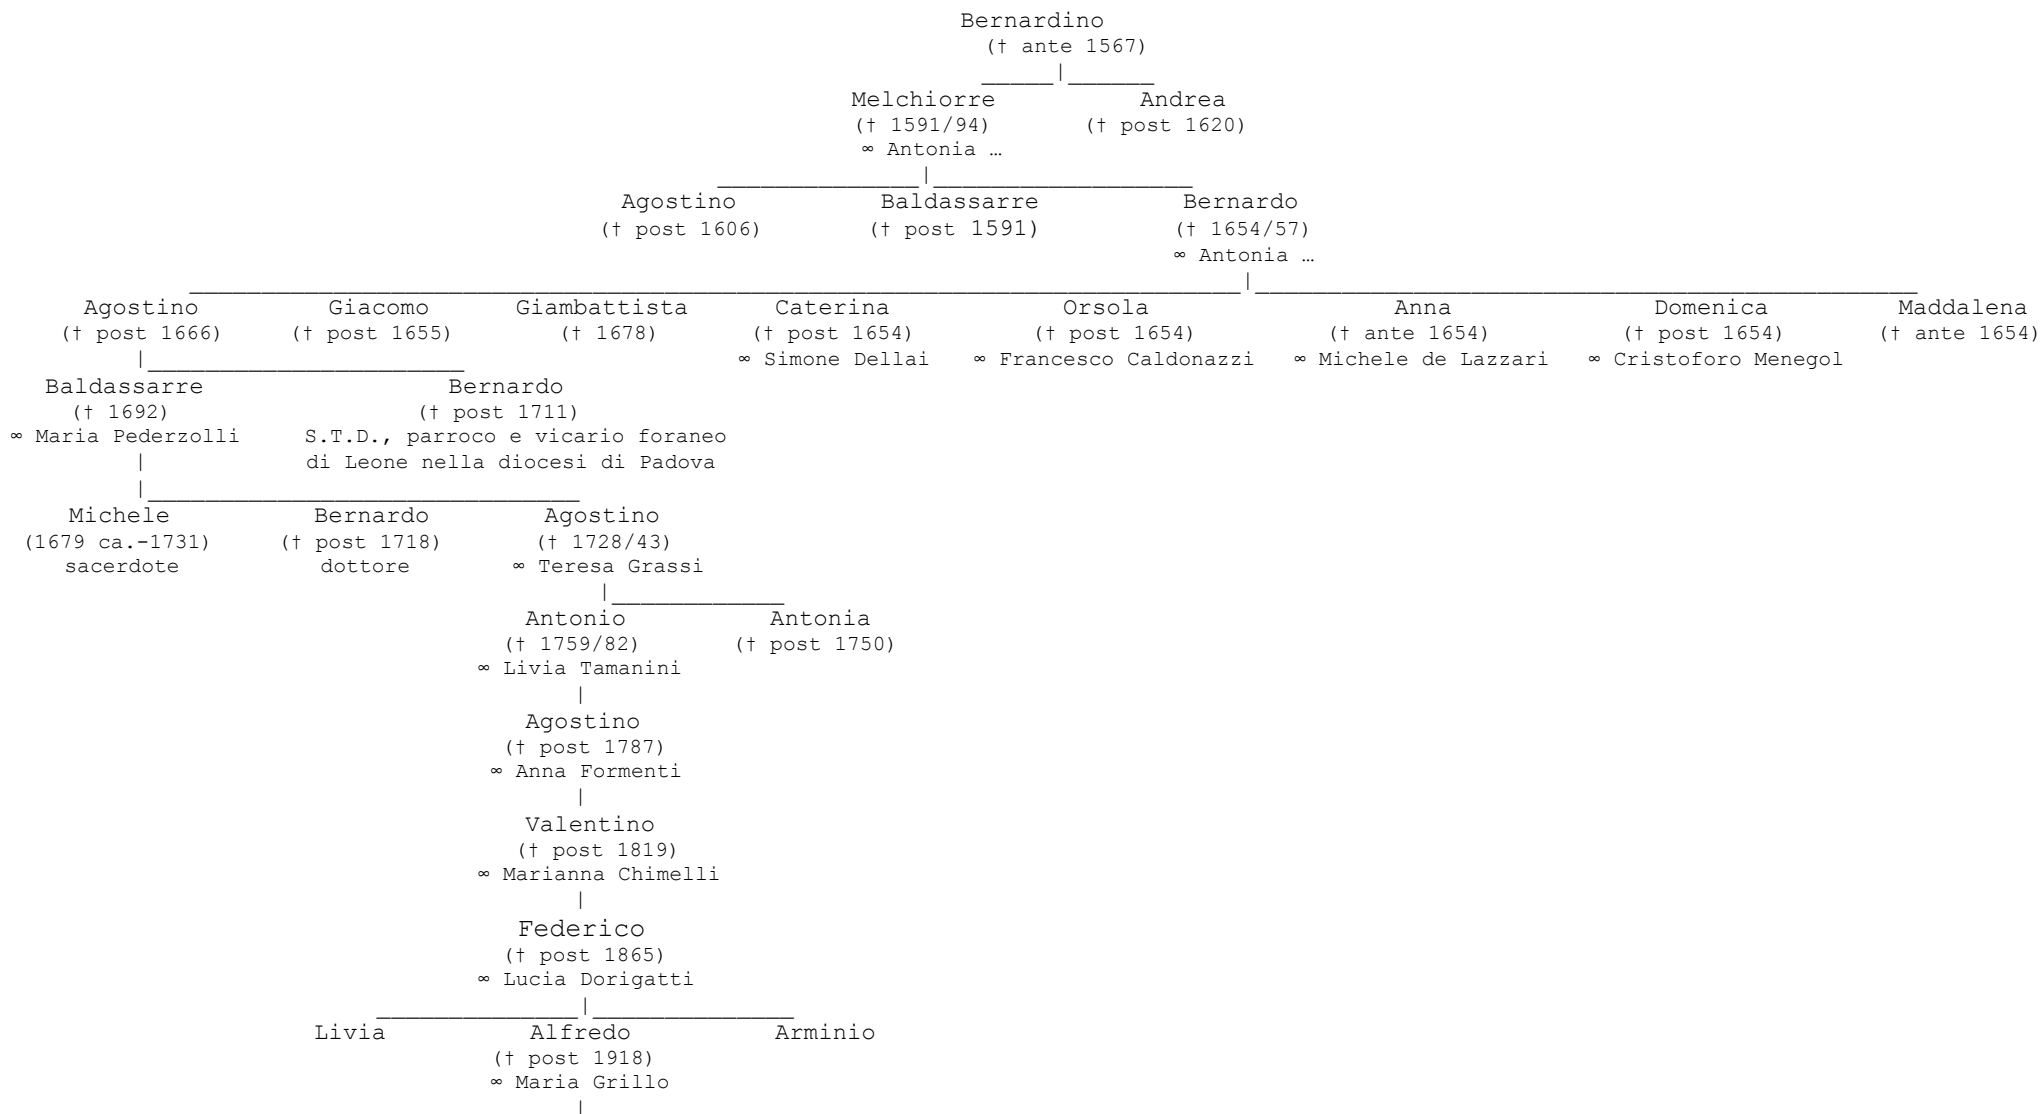 Bernardino
(† ante 1567)
Melchiorre Andrea
(† 1591/94) († post 1620)
∞ Antonia …
Agostino Baldassarre Bernardo
(† post 1606) († post 1591) († 1654/57)
∞ Antonia …
Agostino Giacomo Giambattista Caterina Orsola Anna Domenica Maddalena
(† post 1666) († post 1655) († 1678) († post 1654) († post 1654) († ante 1654) († post 1654) († ante 1654)
∞ Simone Dellai ∞ Francesco Caldonazzi ∞ Michele de Lazzari ∞ Cristoforo Menegol
Baldassarre Bernardo
(† 1692) († post 1711)
∞ Maria Pederzolli S.T.D., parroco e vicario foraneo
di Leone nella diocesi di Padova
Michele Bernardo Agostino
(1679 ca.-1731) († post 1718) († 1728/43)
sacerdote dottore ∞ Teresa Grassi
Antonio Antonia
(† 1759/82) († post 1750)
∞ Livia Tamanini
Agostino
(† post 1787)
∞ Anna Formenti
Valentino
(† post 1819)
∞ Marianna Chimelli
Federico
(† post 1865)
∞ Lucia Dorigatti
Livia Alfredo Arminio
(† post 1918)
∞ Maria Grillo